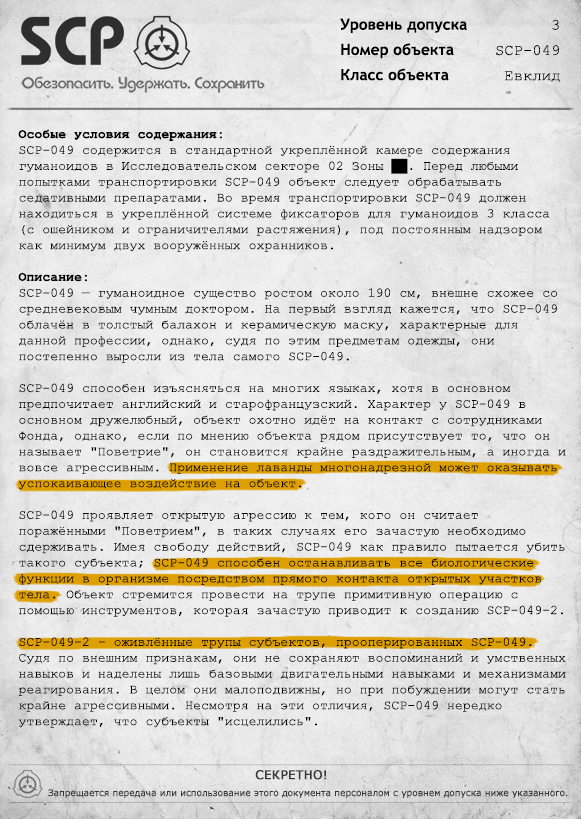 SCP
Обезопасить. Удержать. Сохранить
Уровень допуска 3
Номер объекта SCP-049
Класс объекта Евклид
Особые условия содержания:
SCP-049 содержится в стандартной укреплённой камере содержания
гуманоидов в Исследовательском секторе 02 Зоны ██. Перед любыми
попытками транспортировки SCP-049 объект следует обрабатывать
седативными препаратами. Во время транспортировки SCP-049 должен
находиться в укреплённой системе фиксаторов для гуманоидов 3 класса
(с ошейником и ограничителями растяжения), под постоянным надзором
как минимум двух вооружённых охранников.
Описание:
SCP-049 — гуманоидное существо ростом около 190 см, внешне схожее со
средневековым чумным доктором. На первый взгляд кажется, что SCP-049
облачён в толстый балахон и керамическую маску, характерные для
данной профессии, однако, судя по этим предметам одежды, они
постепенно выросли из тела самого SCP-049.
SCP-049 способен изъясняться на многих языках, хотя в основном
предпочитает английский и старофранцузский. Характер у SCP-049 в
основном дружелюбный, объект охотно идёт на контакт с сотрудниками
Фонда, однако, если по мнению объекта рядом присутствует то, что он
называет "Поветрие", он становится крайне раздражительным, а иногда и
вовсе агрессивным. Применение лаванды многонадрезной может оказывать
успокаивающее воздействие на объект.
SCP-049 проявляет открытую агрессию к тем, кого он считает
поражёнными "Поветрием", в таких случаях его зачастую необходимо
сдерживать. Имея свободу действий, SCP-049 как правило пытается убить
такого субъекта; SCP-049 способен останавливать все биологические
функции в организме посредством прямого контакта открытых участков
тела. Объект стремится провести на трупе примитивную операцию с
помощью инструментов, которая зачастую приводит к созданию SCP-049-2.
SCP-049-2 – оживлённые трупы субъектов, прооперированных SCP-049.
Судя по внешним признакам, они не сохраняют воспоминаний и умственных
навыков и наделены лишь базовыми двигательными навыками и механизмами
реагирования. В целом они малоподвижны, но при побуждении могут стать
крайне агрессивными. Несмотря на эти отличия, SCP-049 нередко
утверждает, что субъекты "исцелились".
СЕКРЕТНО!
Запрещается передача или использование этого документа персоналом с уровнем допуска ниже указанного.